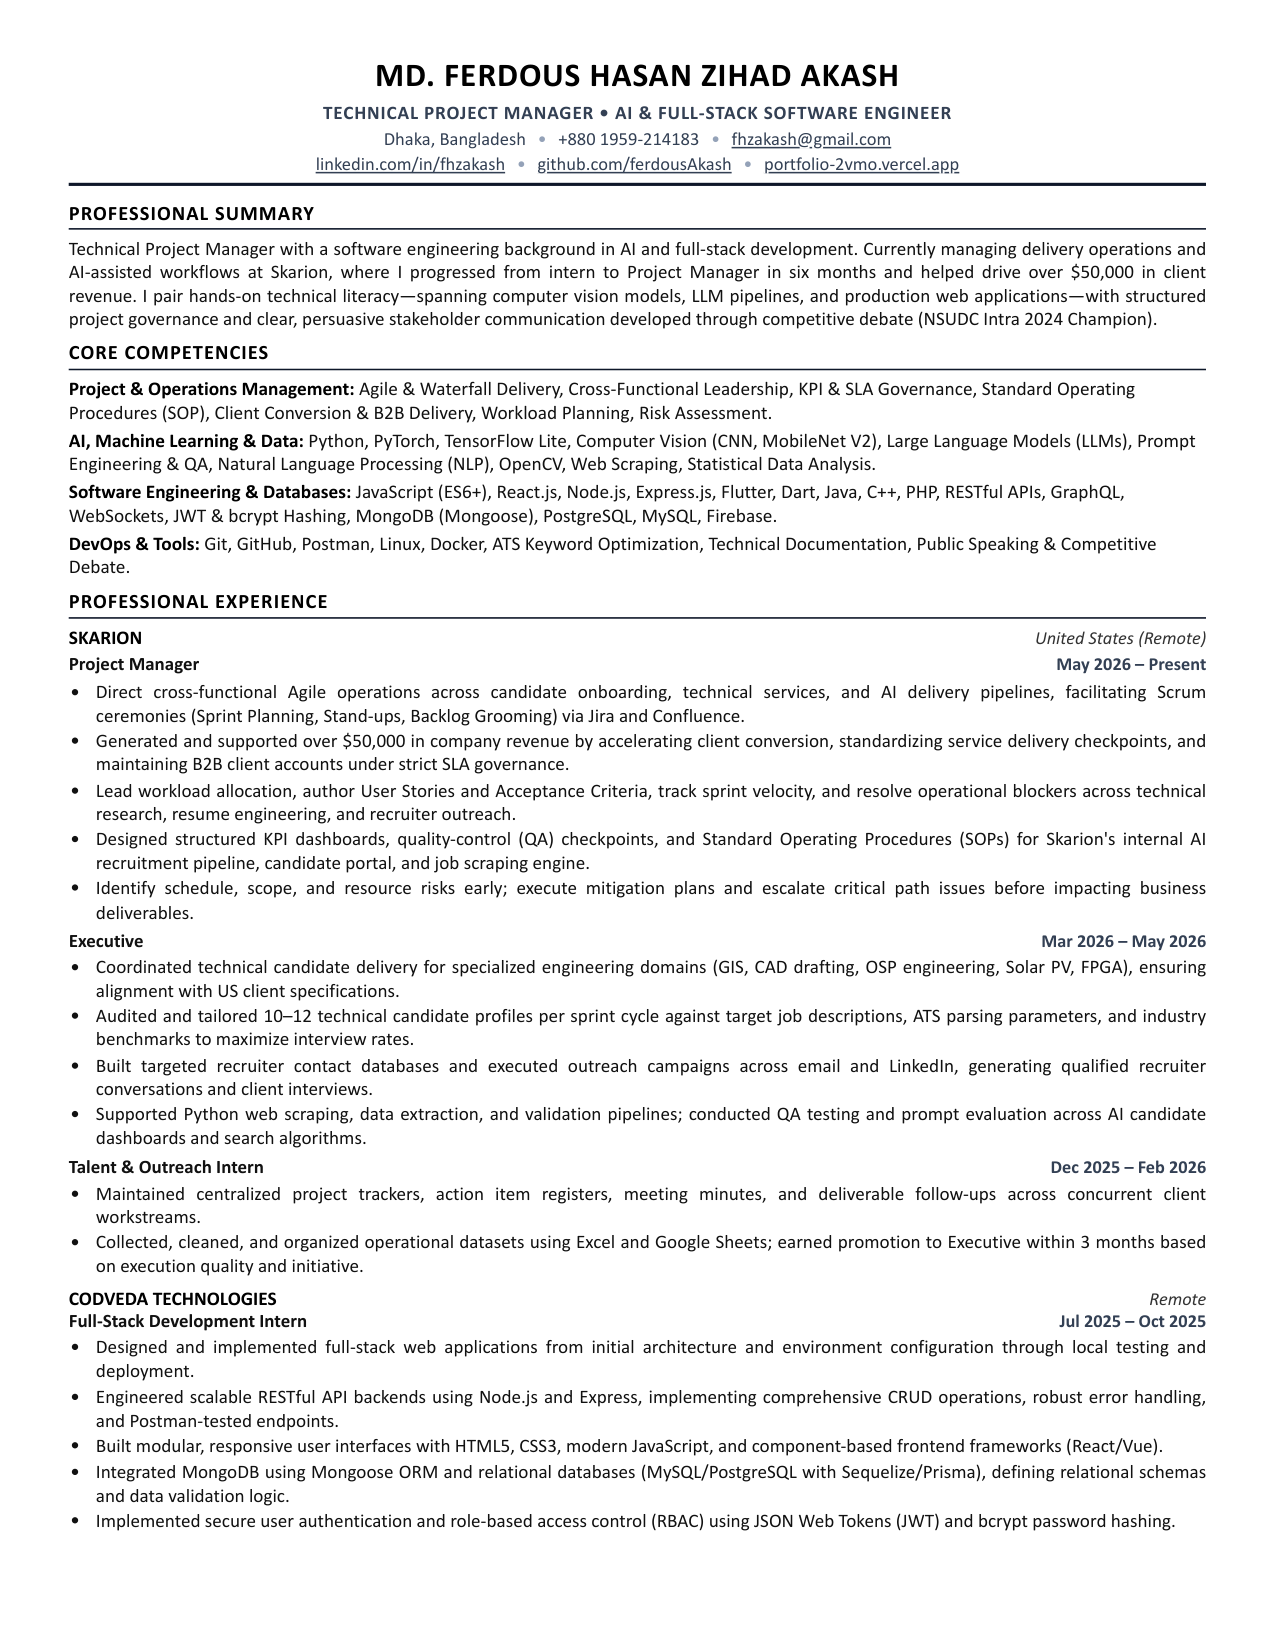 MD. FERDOUS HASAN ZIHAD AKASH
TECHNICAL PROJECT MANAGER • AI & FULL-STACK SOFTWARE ENGINEER
Dhaka, Bangladesh • +880 1959-214183 • fhzakash@gmail.com
linkedin.com/in/fhzakash • github.com/ferdousAkash • portfolio-2vmo.vercel.app
PROFESSIONAL SUMMARY
Technical Project Manager with a software engineering background in AI and full-stack development. Currently managing delivery operations and
AI-assisted workflows at Skarion, where I progressed from intern to Project Manager in six months and helped drive over $50,000 in client
revenue. I pair hands-on technical literacy—spanning computer vision models, LLM pipelines, and production web applications—with structured
project governance and clear, persuasive stakeholder communication developed through competitive debate (NSUDC Intra 2024 Champion).
CORE COMPETENCIES
Project & Operations Management: Agile & Waterfall Delivery, Cross-Functional Leadership, KPI & SLA Governance, Standard Operating
Procedures (SOP), Client Conversion & B2B Delivery, Workload Planning, Risk Assessment.
AI, Machine Learning & Data: Python, PyTorch, TensorFlow Lite, Computer Vision (CNN, MobileNet V2), Large Language Models (LLMs), Prompt
Engineering & QA, Natural Language Processing (NLP), OpenCV, Web Scraping, Statistical Data Analysis.
Software Engineering & Databases: JavaScript (ES6+), React.js, Node.js, Express.js, Flutter, Dart, Java, C++, PHP, RESTful APIs, GraphQL,
WebSockets, JWT & bcrypt Hashing, MongoDB (Mongoose), PostgreSQL, MySQL, Firebase.
DevOps & Tools: Git, GitHub, Postman, Linux, Docker, ATS Keyword Optimization, Technical Documentation, Public Speaking & Competitive
Debate.
PROFESSIONAL EXPERIENCE
SKARION United States (Remote)
Project Manager May 2026 – Present
• Direct cross-functional Agile operations across candidate onboarding, technical services, and AI delivery pipelines, facilitating Scrum
ceremonies (Sprint Planning, Stand-ups, Backlog Grooming) via Jira and Confluence.
• Generated and supported over $50,000 in company revenue by accelerating client conversion, standardizing service delivery checkpoints, and
maintaining B2B client accounts under strict SLA governance.
• Lead workload allocation, author User Stories and Acceptance Criteria, track sprint velocity, and resolve operational blockers across technical
research, resume engineering, and recruiter outreach.
• Designed structured KPI dashboards, quality-control (QA) checkpoints, and Standard Operating Procedures (SOPs) for Skarion's internal AI
recruitment pipeline, candidate portal, and job scraping engine.
• Identify schedule, scope, and resource risks early; execute mitigation plans and escalate critical path issues before impacting business
deliverables.
Executive Mar 2026 – May 2026
• Coordinated technical candidate delivery for specialized engineering domains (GIS, CAD drafting, OSP engineering, Solar PV, FPGA), ensuring
alignment with US client specifications.
• Audited and tailored 10–12 technical candidate profiles per sprint cycle against target job descriptions, ATS parsing parameters, and industry
benchmarks to maximize interview rates.
• Built targeted recruiter contact databases and executed outreach campaigns across email and LinkedIn, generating qualified recruiter
conversations and client interviews.
• Supported Python web scraping, data extraction, and validation pipelines; conducted QA testing and prompt evaluation across AI candidate
dashboards and search algorithms.
Talent & Outreach Intern Dec 2025 – Feb 2026
• Maintained centralized project trackers, action item registers, meeting minutes, and deliverable follow-ups across concurrent client
workstreams.
• Collected, cleaned, and organized operational datasets using Excel and Google Sheets; earned promotion to Executive within 3 months based
on execution quality and initiative.
CODVEDA TECHNOLOGIES Remote
Full-Stack Development Intern Jul 2025 – Oct 2025
• Designed and implemented full-stack web applications from initial architecture and environment configuration through local testing and
deployment.
• Engineered scalable RESTful API backends using Node.js and Express, implementing comprehensive CRUD operations, robust error handling,
and Postman-tested endpoints.
• Built modular, responsive user interfaces with HTML5, CSS3, modern JavaScript, and component-based frontend frameworks (React/Vue).
• Integrated MongoDB using Mongoose ORM and relational databases (MySQL/PostgreSQL with Sequelize/Prisma), defining relational schemas
and data validation logic.
• Implemented secure user authentication and role-based access control (RBAC) using JSON Web Tokens (JWT) and bcrypt password hashing.